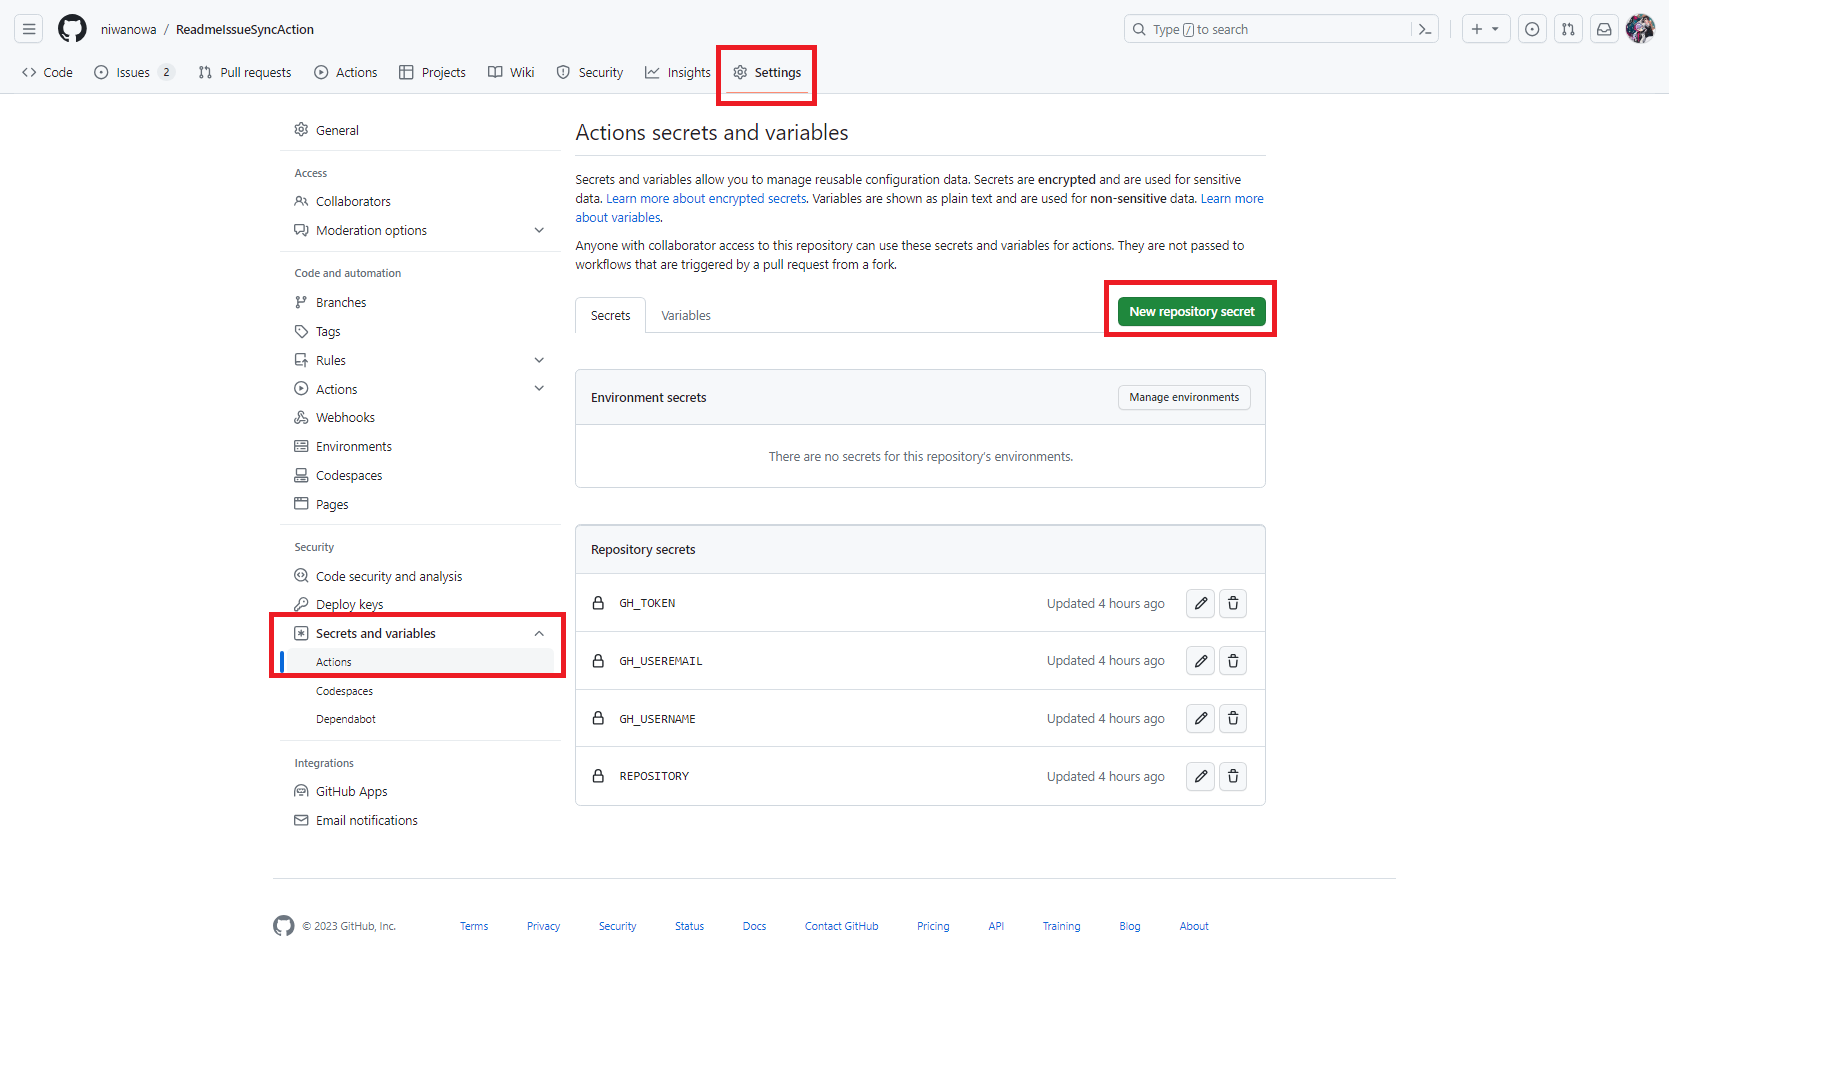 niwanowa / ReadmeIssueSyncAction
Type / to search
Code
Issues 2
Pull requests
Actions
Projects
Wiki
Security
Insights
Settings
General
Access
Collaborators
Moderation options
Code and automation
Branches
Tags
Rules
Actions
Webhooks
Environments
Codespaces
Pages
Security
Code security and analysis
Deploy keys
Secrets and variables
Actions
Codespaces
Dependabot
Integrations
GitHub Apps
Email notifications
Actions secrets and variables
Secrets and variables allow you to manage reusable configuration data. Secrets are encrypted and are used for sensitive
data. Learn more about encrypted secrets. Variables are shown as plain text and are used for non-sensitive data. Learn more
about variables.
Anyone with collaborator access to this repository can use these secrets and variables for actions. They are not passed to
workflows that are triggered by a pull request from a fork.
Secrets
Variables
New repository secret
Environment secrets
Manage environments
There are no secrets for this repository's environments.
Repository secrets
GH_TOKEN Updated 4 hours ago
GH_USEREMAIL Updated 4 hours ago
GH_USERNAME Updated 4 hours ago
REPOSITORY Updated 4 hours ago
© 2023 GitHub, Inc. Terms Privacy Security Status Docs Contact GitHub Pricing API Training Blog About